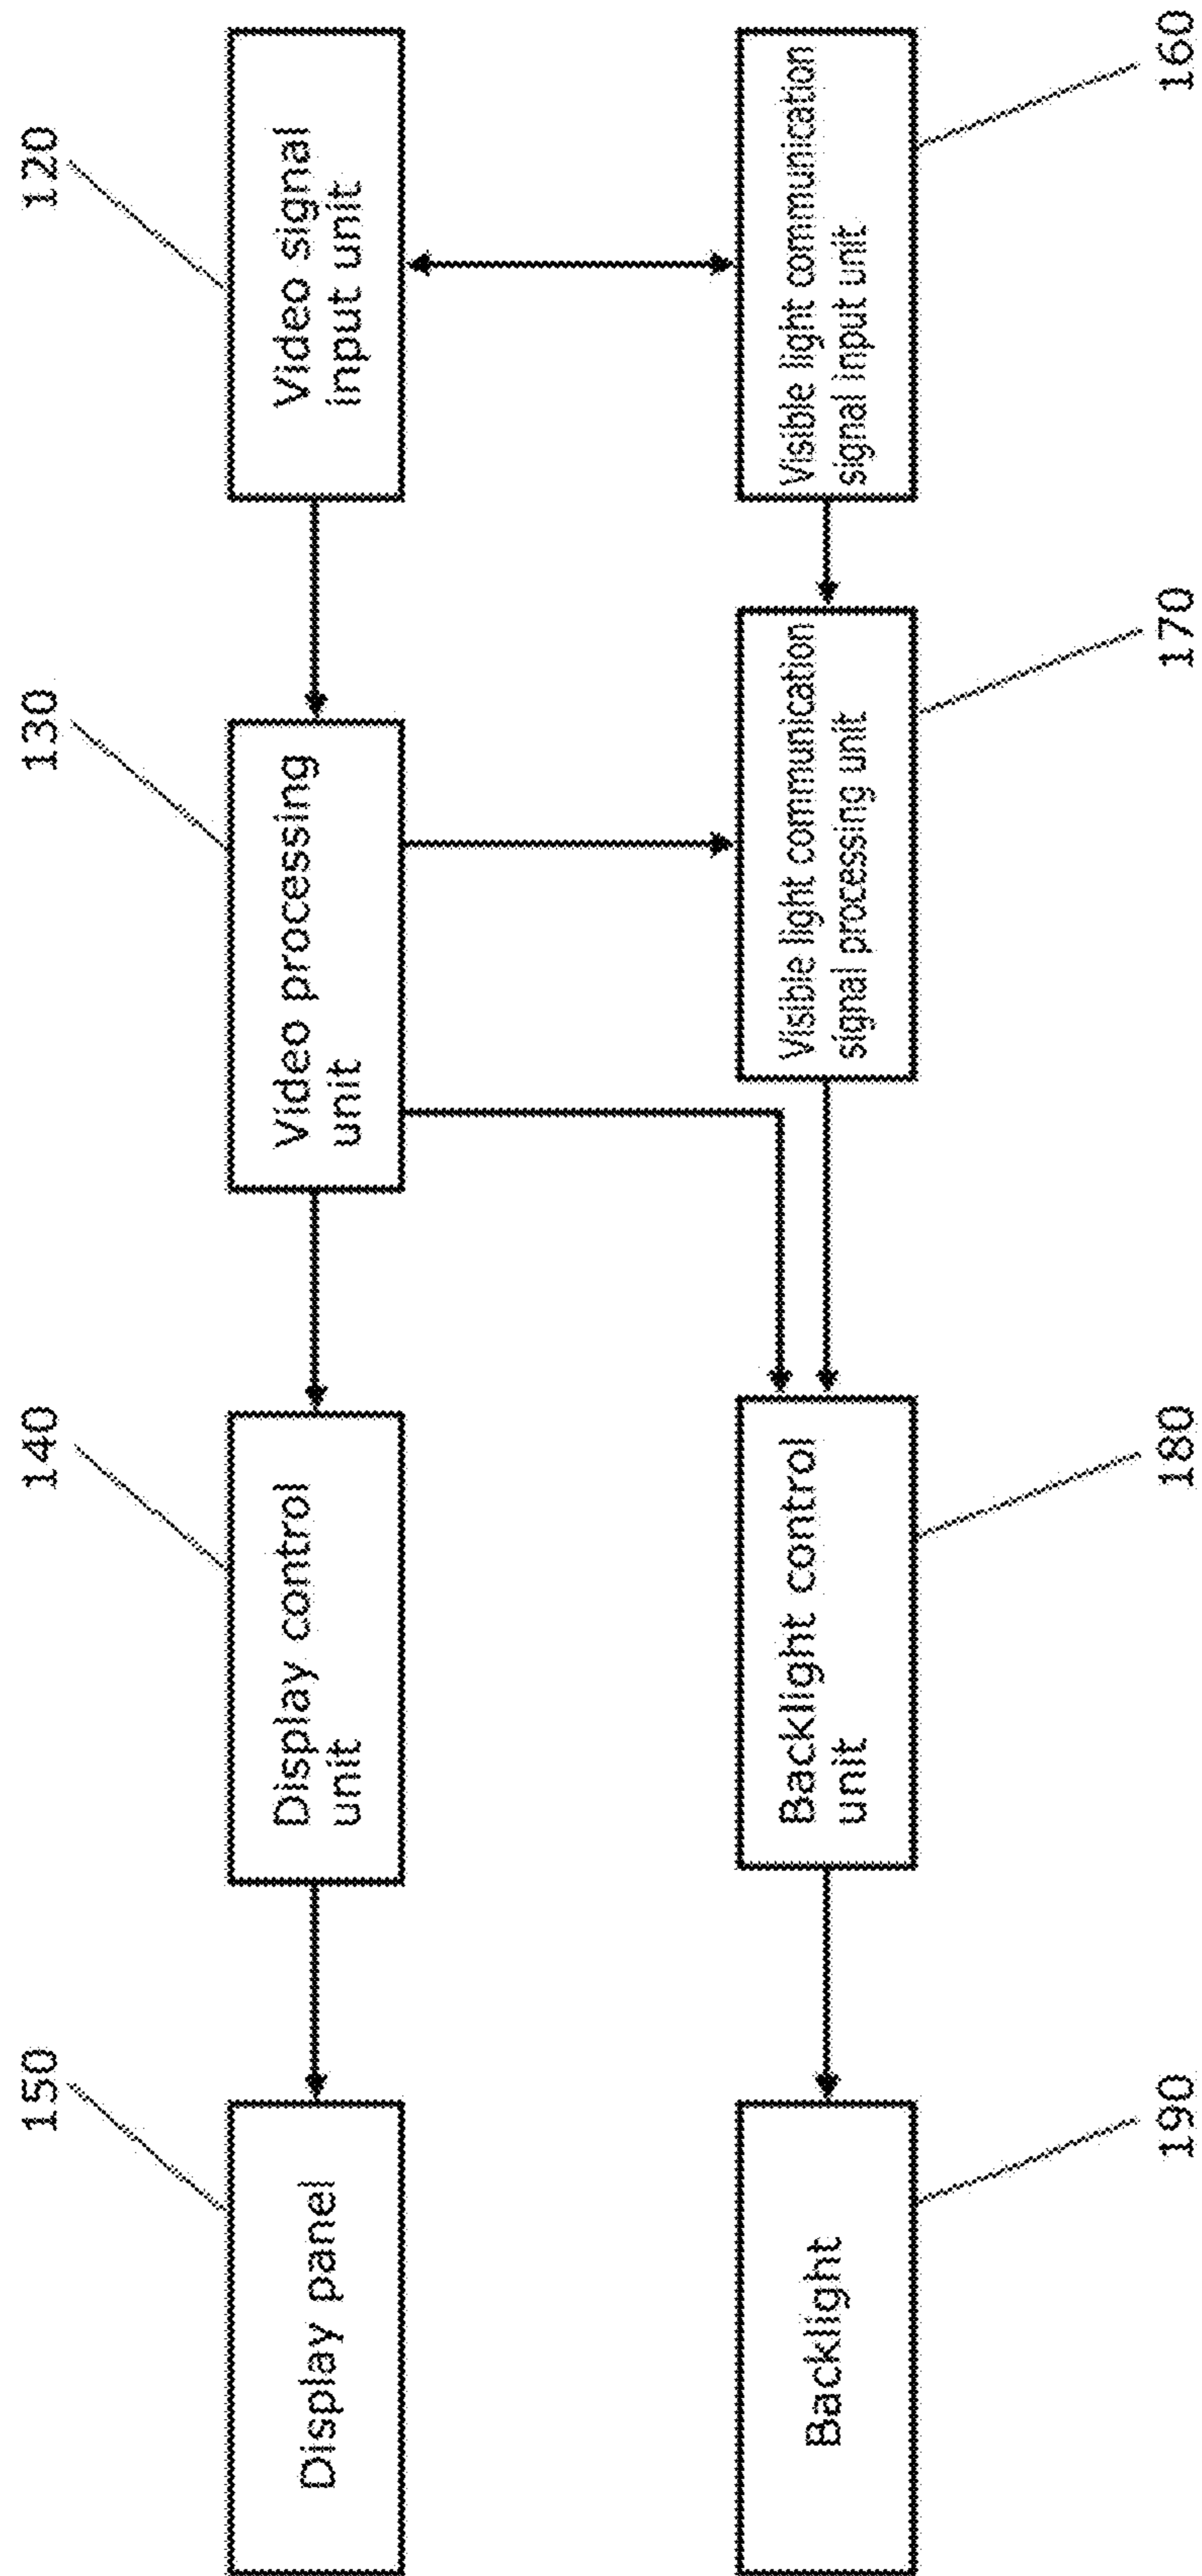 120
Video signal
input unit
130
Video processing
unit
140
Display control
unit
150
Display panel
160
Visible light communication
signal input unit
170
Visible light communication
signal processing unit
180
Backlight control
unit
190
Backlight